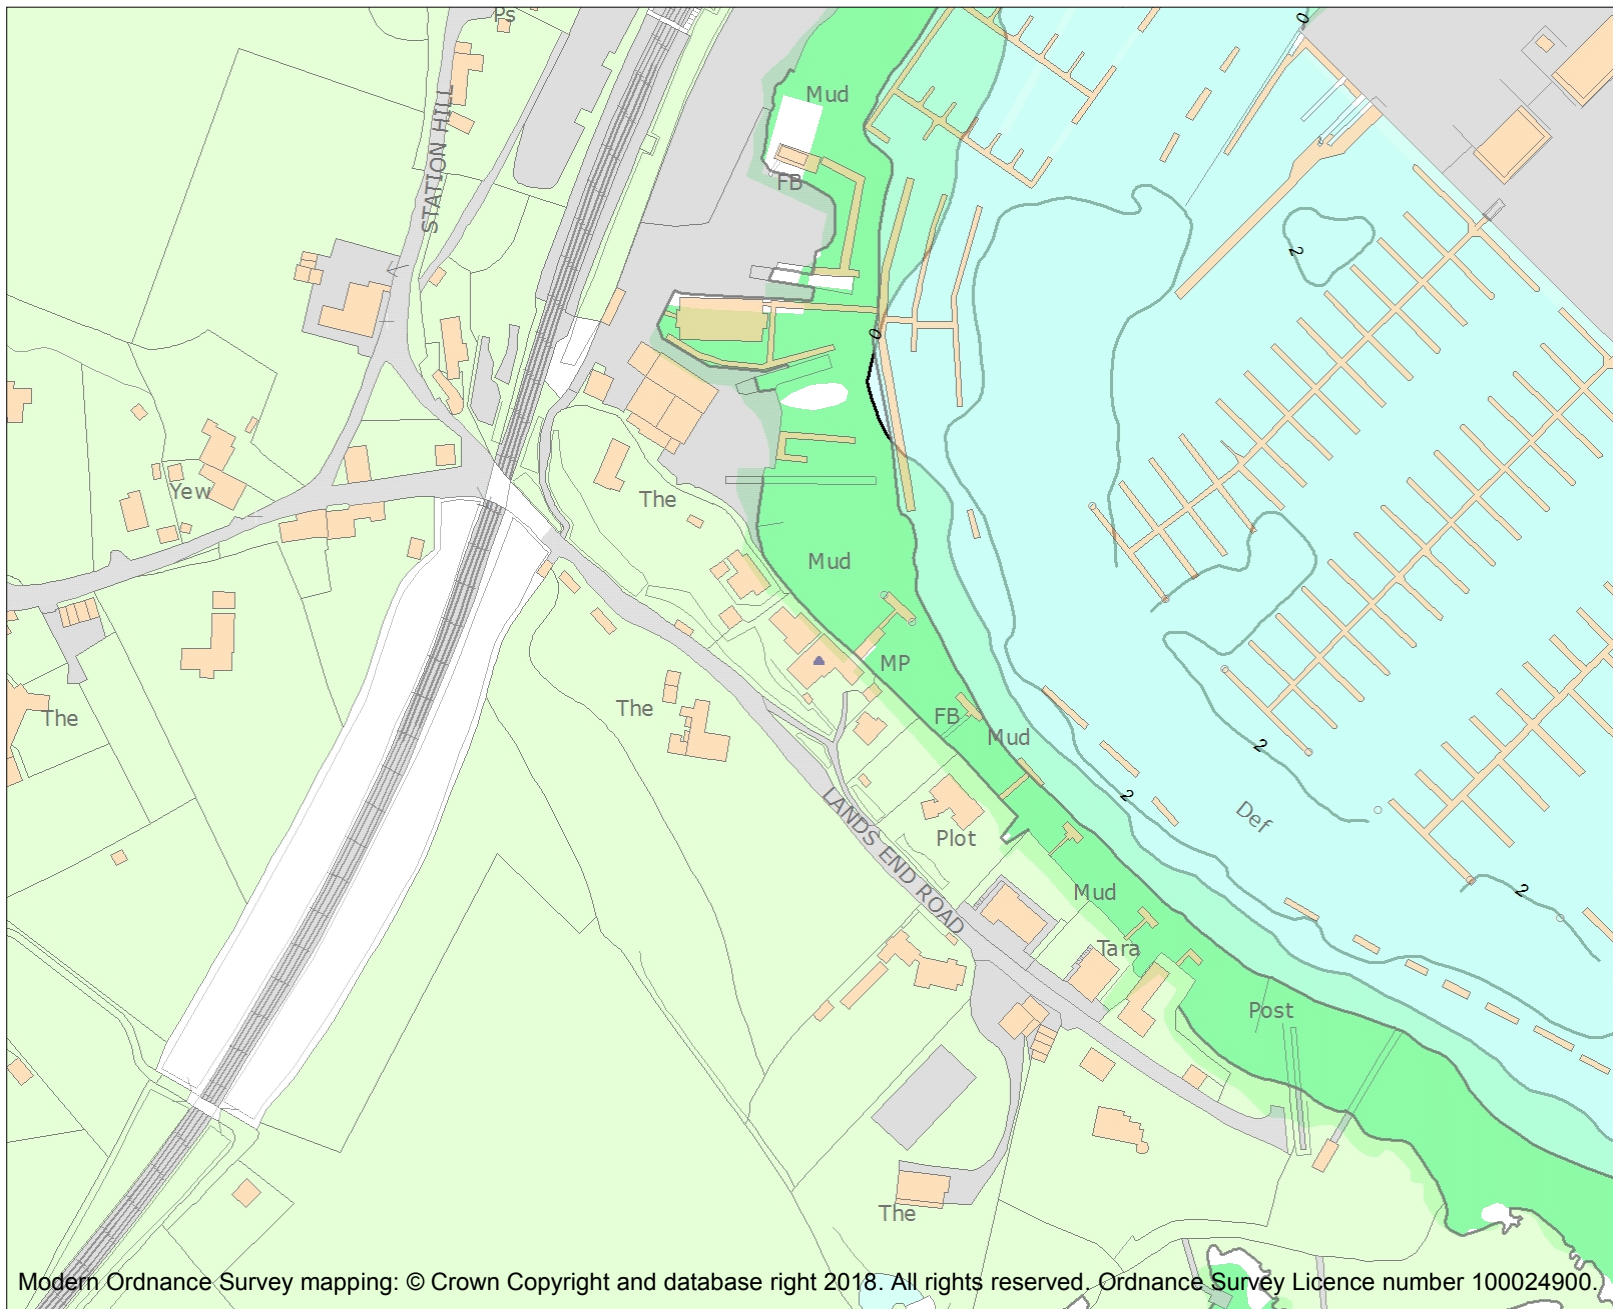 Ps
0
Mud
STATION HILL
FB
2
0
Yew
The
Mud
MP
The
The
FB
Mud
2
2
LANDS END ROAD
Def
Plot
Mud
2
Tara
Post
The
Modern Ordnance Survey mapping: © Crown Copyright and database right 2018. All rights reserved. Ordnance Survey Licence number 100024900.